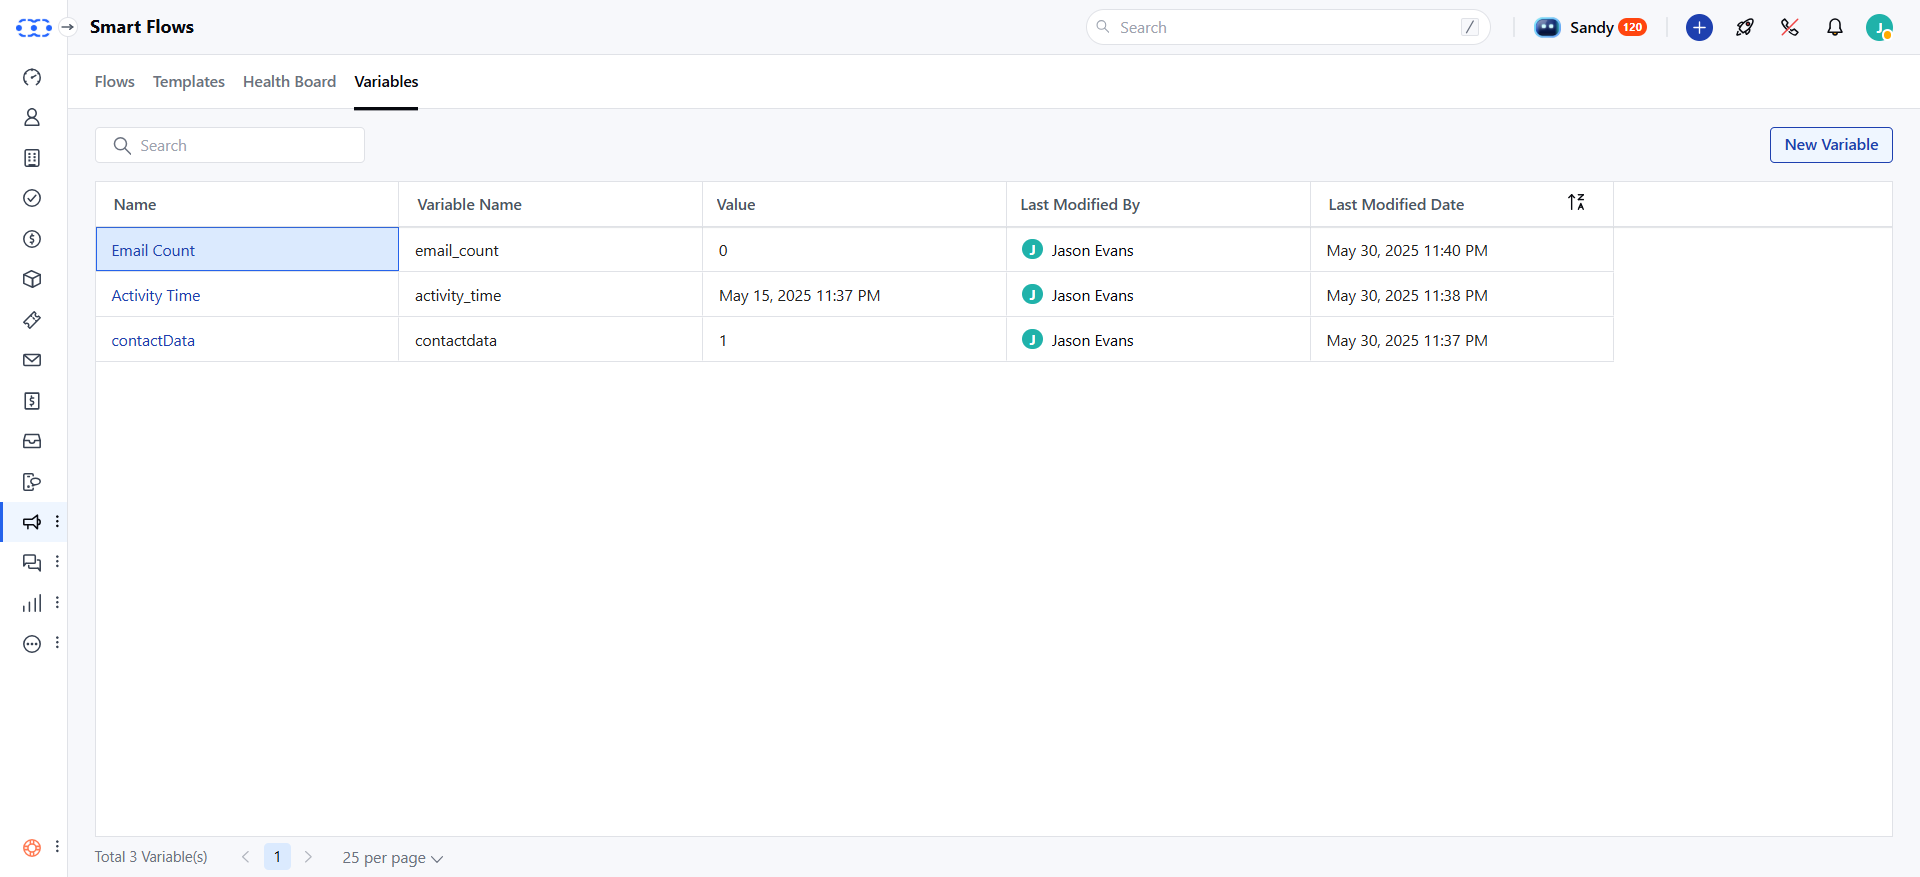 Smart Flows
Search
/
Sandy 120
J
Flows Templates Health Board Variables
Search
New Variable
Name Variable Name Value Last Modified By Last Modified Date
Email Count email_count 0 J Jason Evans May 30, 2025 11:40 PM
Activity Time activity_time May 15, 2025 11:37 PM J Jason Evans May 30, 2025 11:38 PM
contactData contactdata 1 J Jason Evans May 30, 2025 11:37 PM
Total 3 Variable(s) 1 25 per page